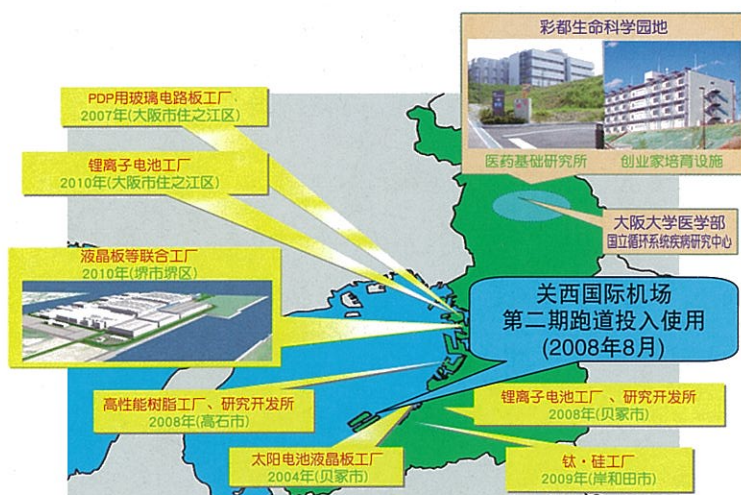 彩都生命科学园地
医药基础研究所
创业家培育设施
大阪大学医学部
国立循环系统疾病研究中心
PDP用玻璃电路板工厂
2007年(大阪市住之江区)
锂离子电池工厂
2010年(大阪市住之江区)
液晶板等联合工厂
2010年(堺市堺区)
关西国际机场
第二期跑道投入使用
(2008年8月)
高性能树脂工厂、研究开发所
2008年(高石市)
锂离子电池工厂、研究开发所
2008年(贝冢市)
太阳电池液晶板工厂
2004年(贝冢市)
钛・硅工厂
2009年(岸和田市)